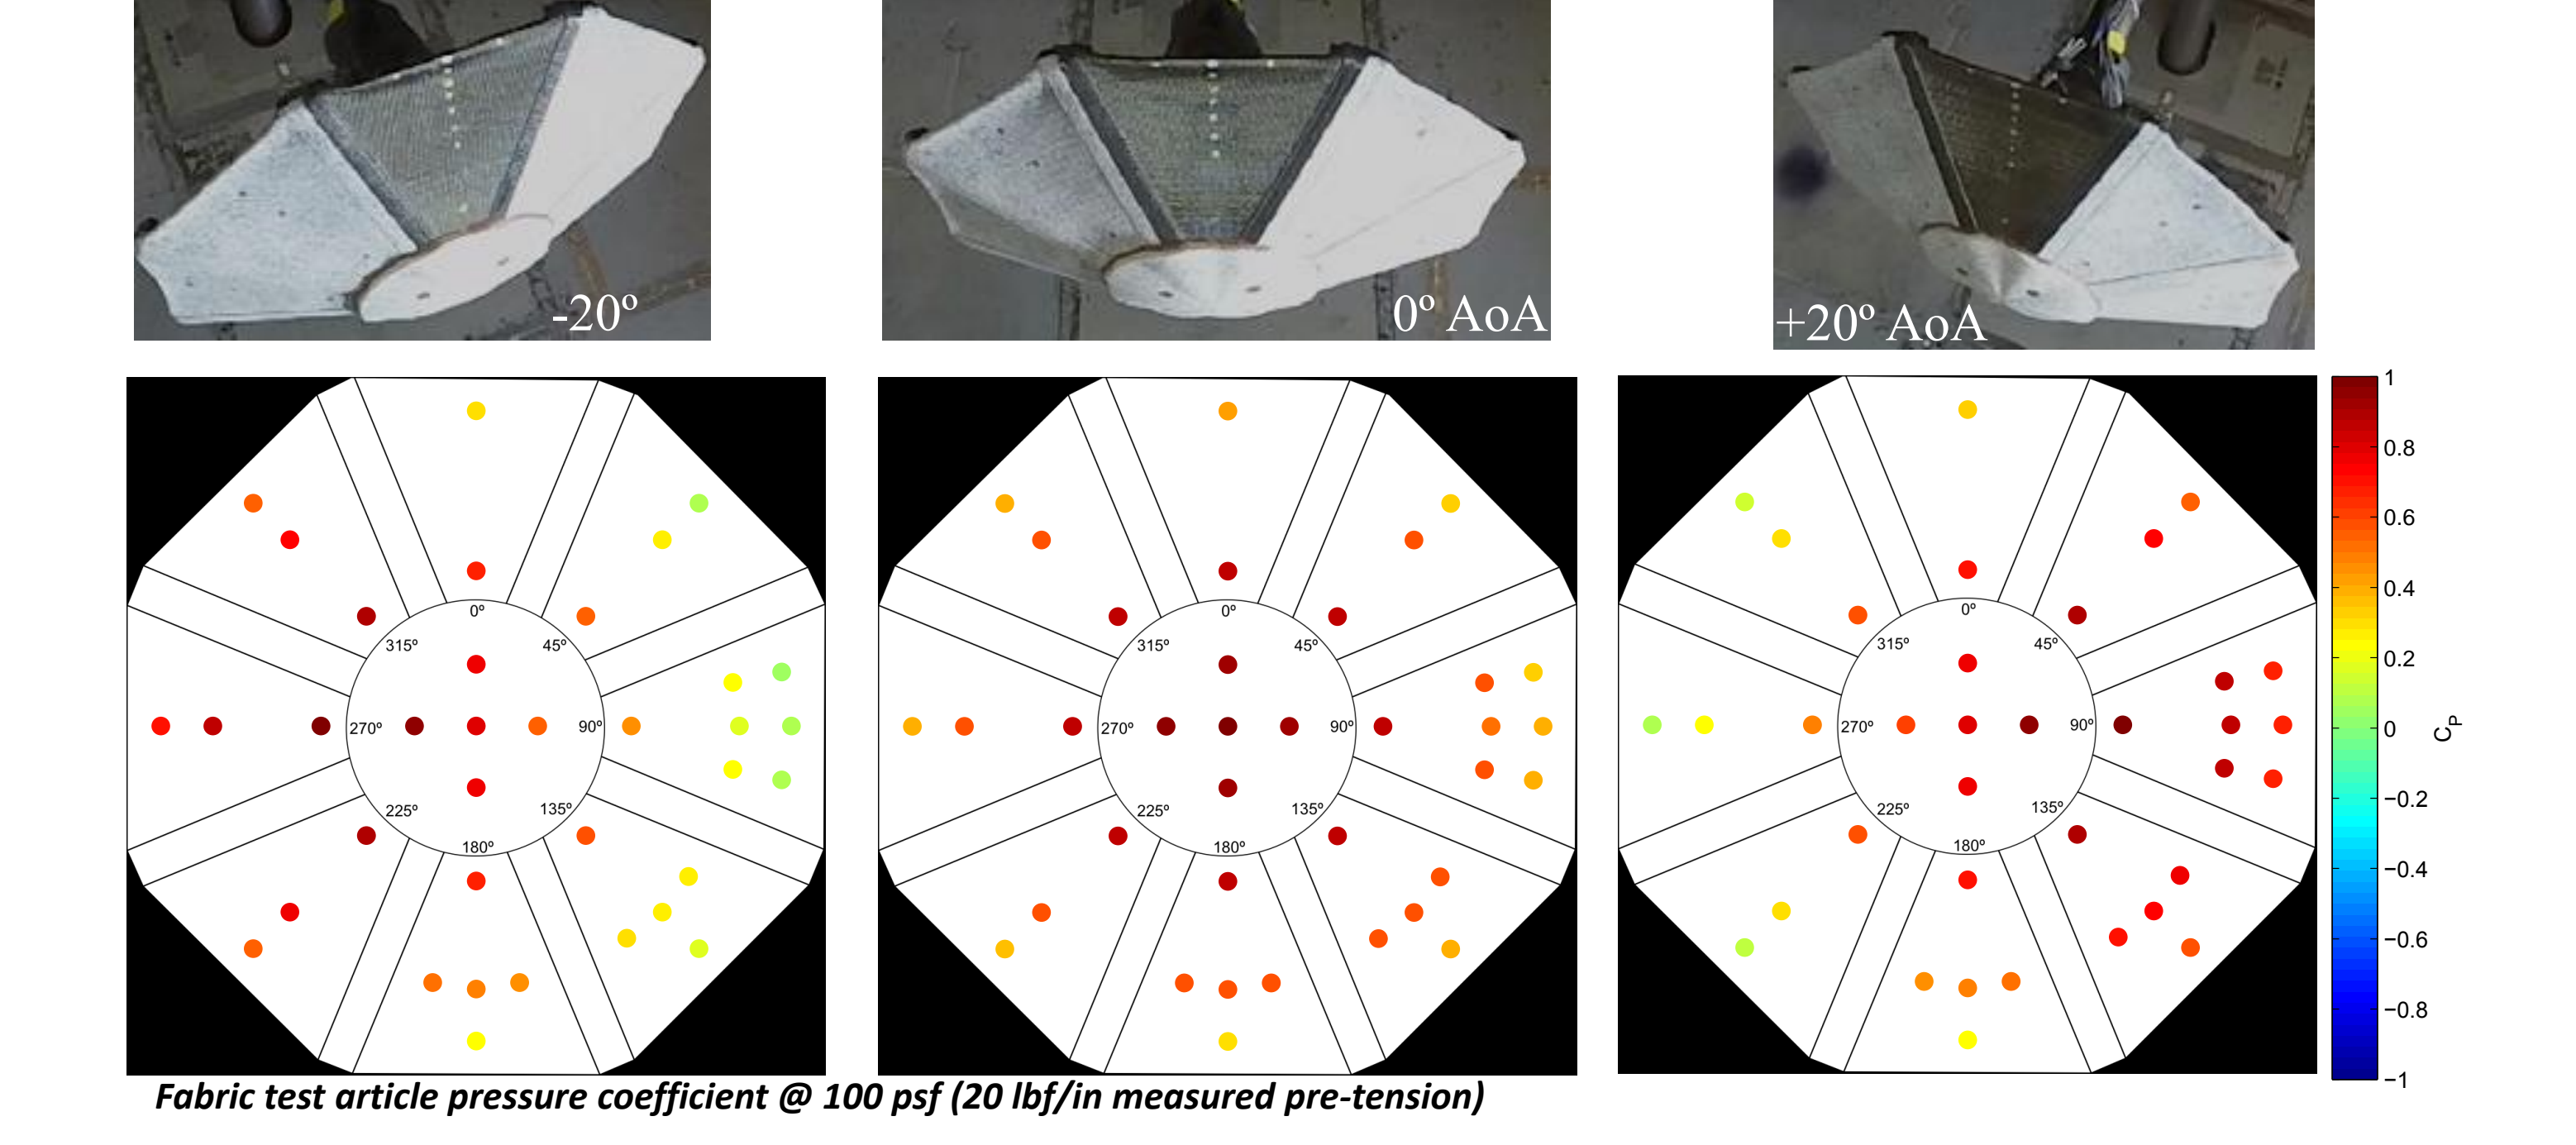 -20º
0º AoA
+20º AoA
0º
45º
90º
135º
180º
225º
270º
315º
0º
45º
90º
135º
180º
225º
270º
315º
0º
45º
90º
135º
180º
225º
270º
315º
1
0.8
0.6
0.4
0.2
0
−0.2
−0.4
−0.6
−0.8
−1
CP
Fabric test article pressure coefficient @ 100 psf (20 lbf/in measured pre-tension)